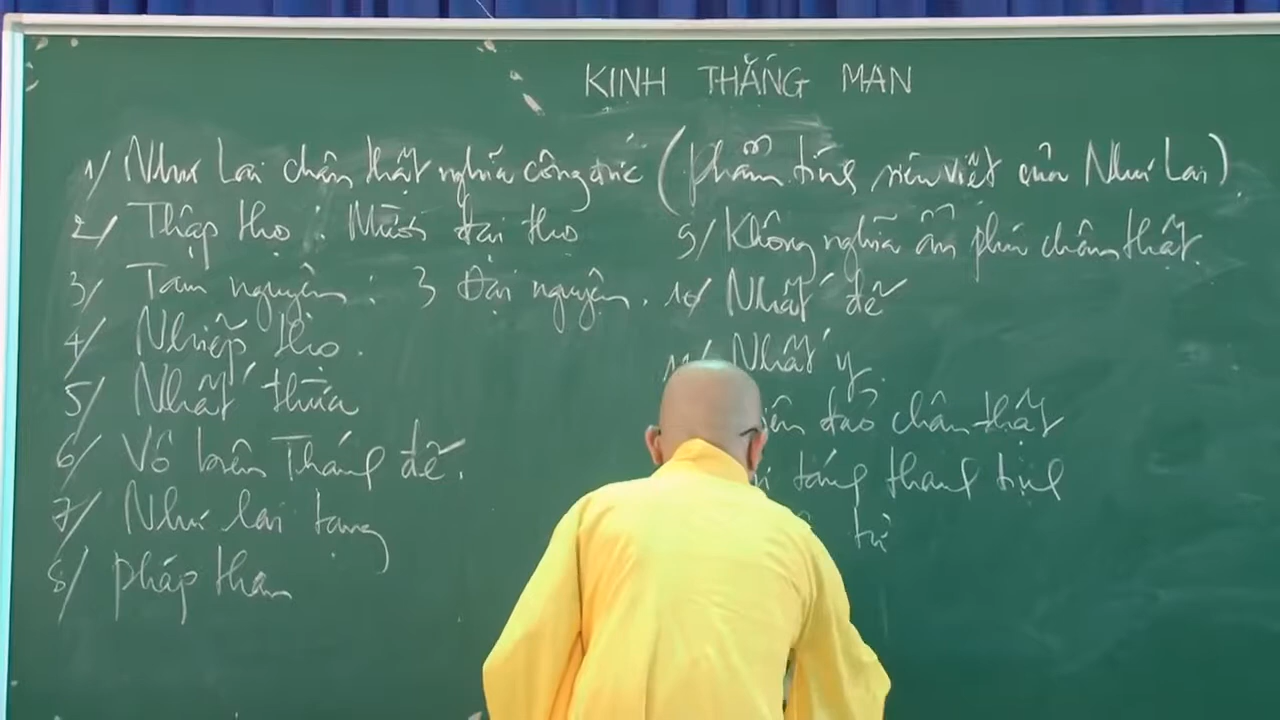 KINH THẮNG MAN
1/ Như Lai chân thật nghĩa công đức (phẩm tính siêu việt của Như Lai).
2/ Thập thọ : Mười đại thọ
3/ Tam nguyện : 3 Đại nguyện.
4/ Nhiếp thọ.
5/ Nhất thừa
6/ Vô biên Thánh đế.
7/ Như lai tạng
8/ pháp thân
9/ Không nghĩa ẩn phú chân thật.
10/ Nhất đế
11/ Nhất y.
đảo chân thật
tánh thanh tịnh
tử